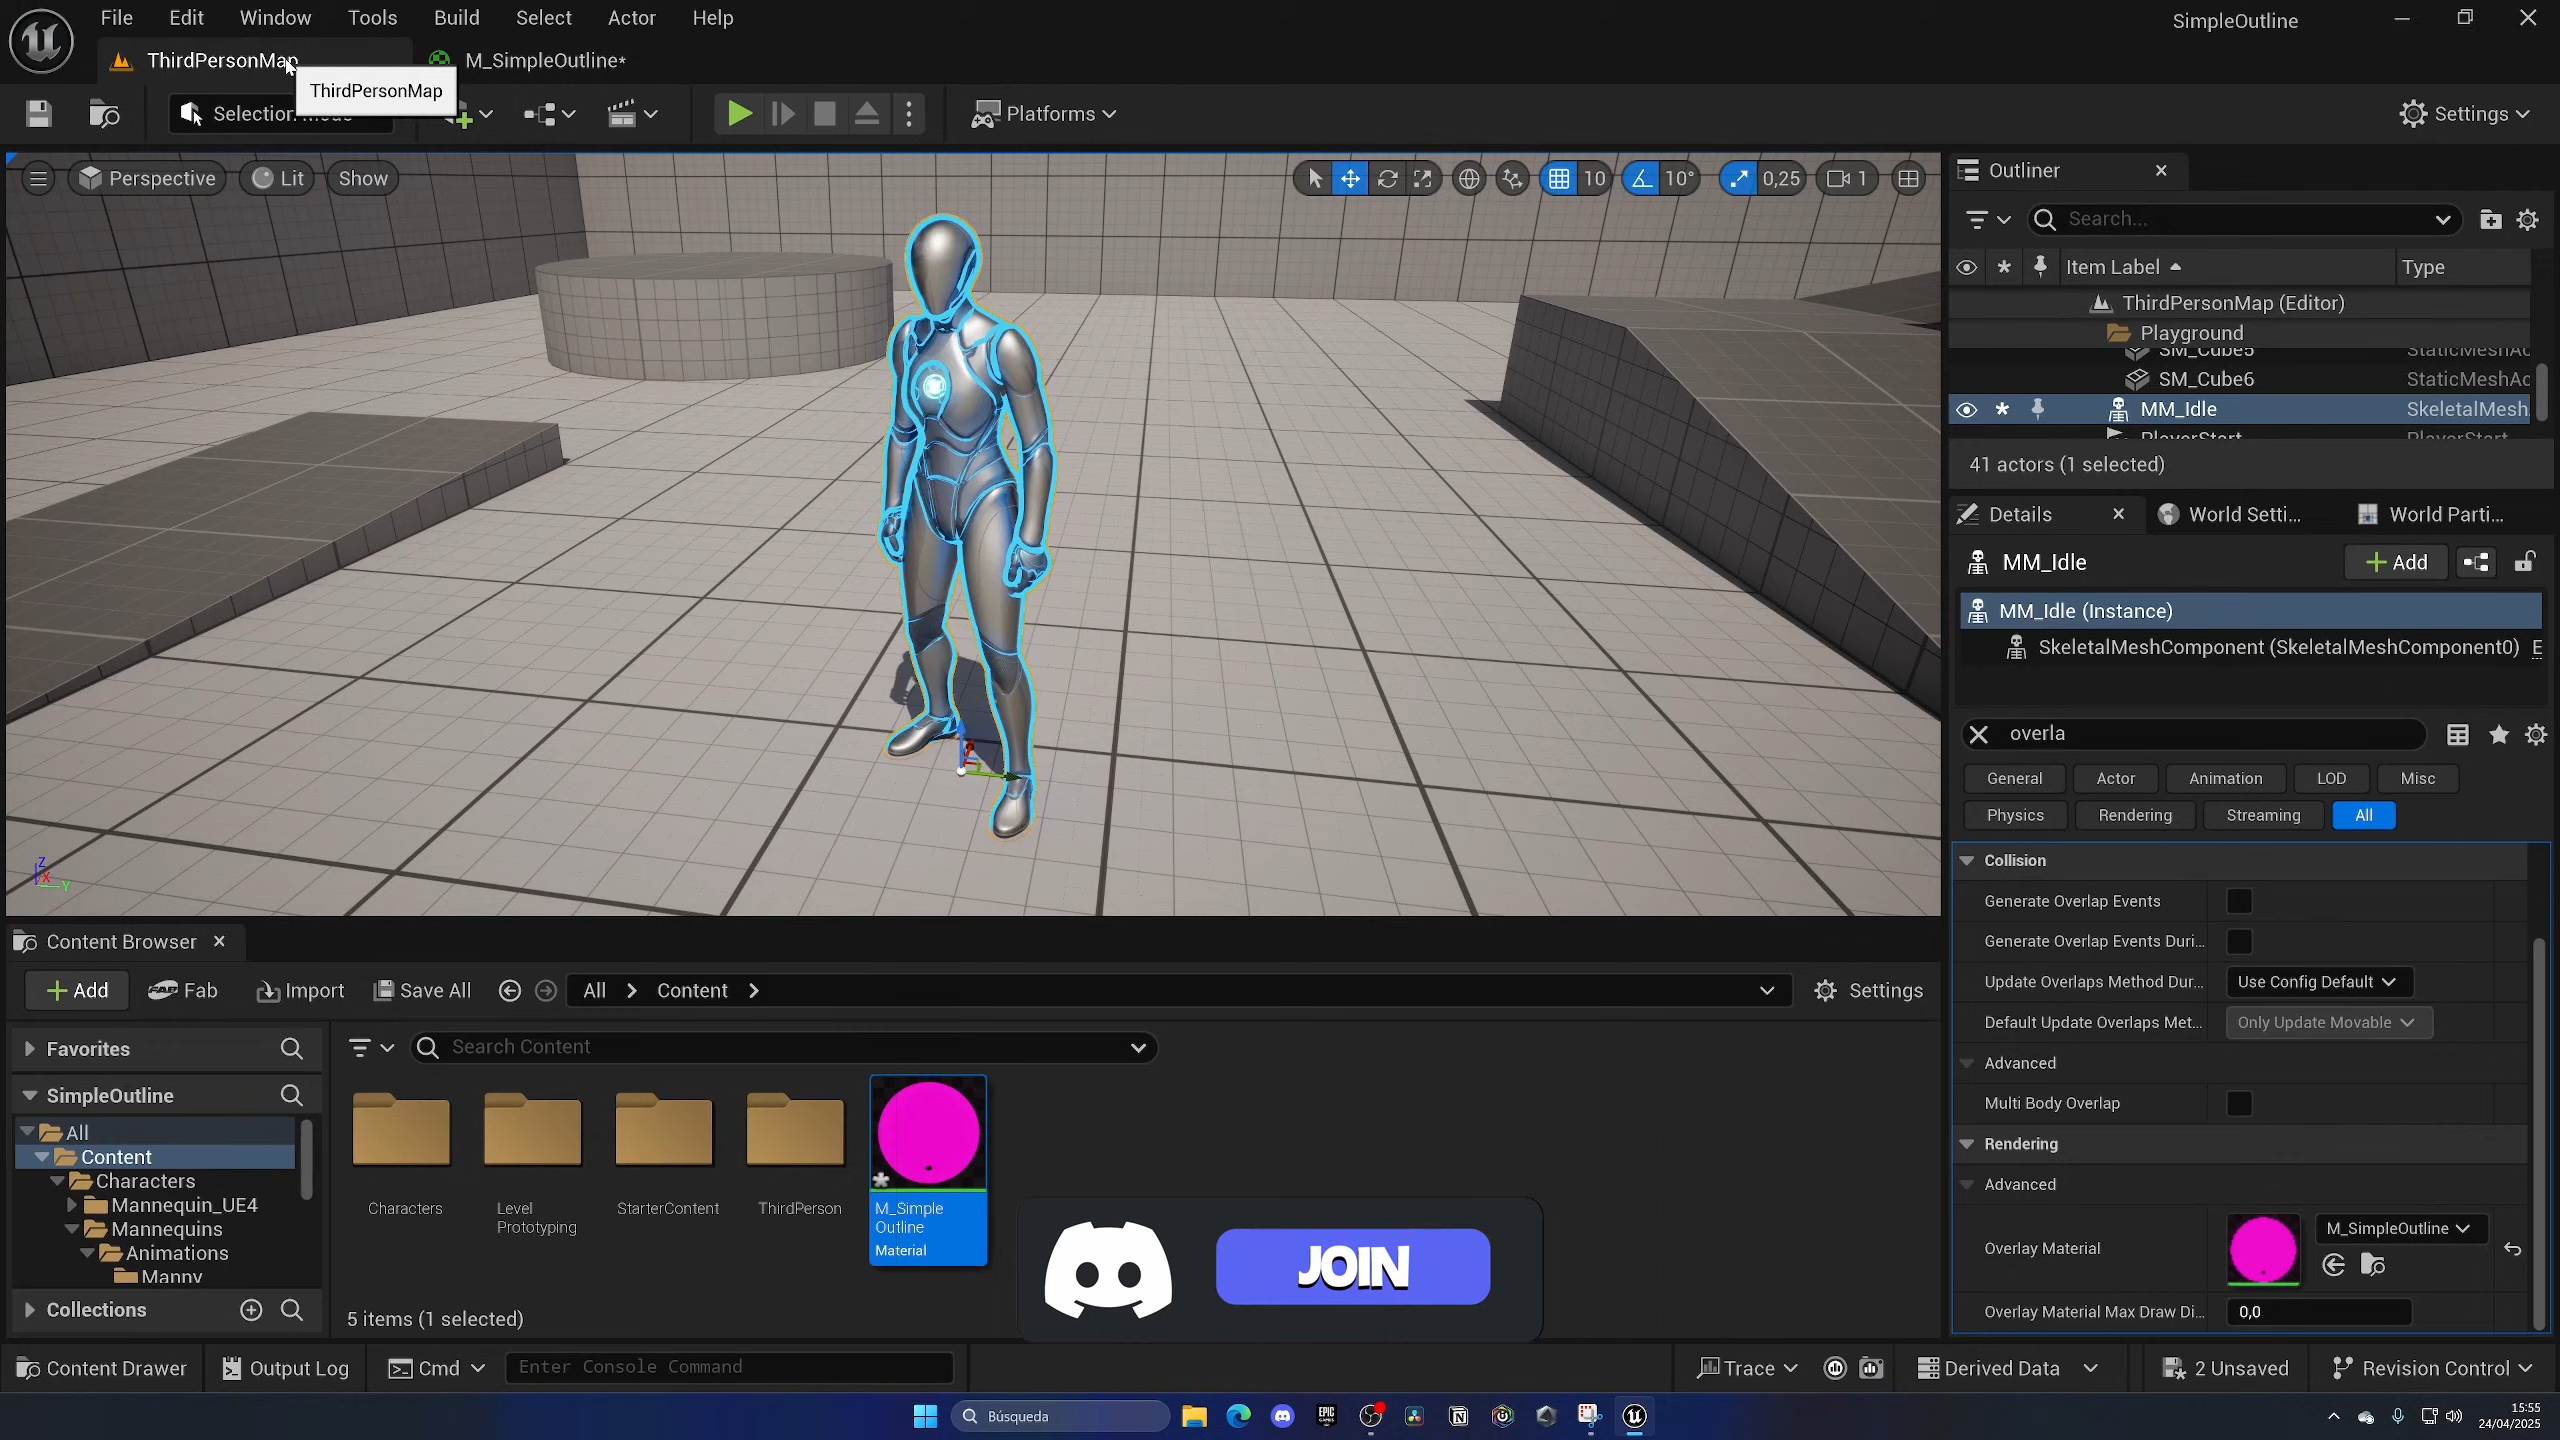 File Edit Window Tools Build Select Actor Help SimpleOutline
ThirdPersonMap M_SimpleOutline*
ThirdPersonMap
Platforms Settings
Perspective Lit Show 10 10° 0,25 1
Outliner
Search...
Item Label Type
ThirdPersonMap (Editor)
Playground
SM_Cube5 StaticMeshAc
SM_Cube6 StaticMeshAc
MM_Idle SkeletalMesh
PlayerStart PlayerStart
41 actors (1 selected)
Details World Setti... World Parti...
MM_Idle Add
MM_Idle (Instance)
SkeletalMeshComponent (SkeletalMeshComponent0) E
overla
General Actor Animation LOD Misc
Physics Rendering Streaming All
Collision
Generate Overlap Events
Generate Overlap Events Duri...
Update Overlaps Method Dur... Use Config Default
Default Update Overlaps Met... Only Update Movable
Advanced
Multi Body Overlap
Rendering
Advanced
Overlay Material M_SimpleOutline
Overlay Material Max Draw Di... 0,0
Z
X
Y
Content Browser
Add Fab Import Save All All Content Settings
Favorites
Search Content
SimpleOutline
All
Content
Characters
Mannequin_UE4
Mannequins
Animations
Manny
Collections
Characters
Level
Prototyping
StarterContent
ThirdPerson
M_Simple
Outline
Material
5 items (1 selected)
JOIN
Content Drawer Output Log Cmd Enter Console Command Trace Derived Data 2 Unsaved Revision Control
Búsqueda
EPIC
GAMES
15:55
24/04/2025